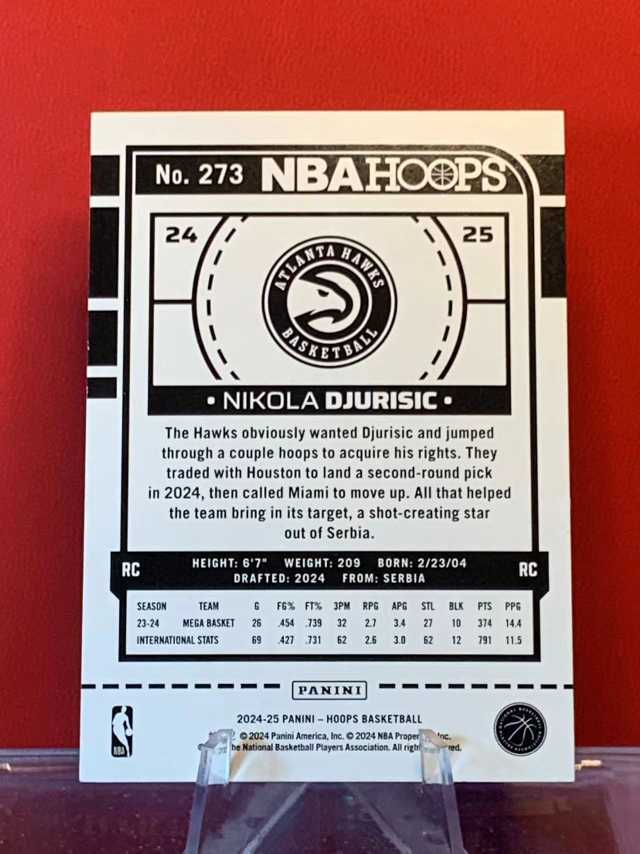 No. 273 NBA HOOPS
24 25
ATLANTA HAWKS
BASKETBALL
• NIKOLA DJURISIC •
The Hawks obviously wanted Djurisic and jumped
through a couple hoops to acquire his rights. They
traded with Houston to land a second-round pick
in 2024, then called Miami to move up. All that helped
the team bring in its target, a shot-creating star
out of Serbia.
RC HEIGHT: 6'7" WEIGHT: 209 BORN: 2/23/04 RC
DRAFTED: 2024 FROM: SERBIA
SEASON TEAM G FG% FT% 3PM RPG APG STL BLK PTS PPG
23-24 MEGA BASKET 26 .454 .739 32 2.7 3.4 27 10 374 14.4
INTERNATIONAL STATS 69 .427 .731 62 2.6 3.0 62 12 791 11.5
PANINI
2024-25 PANINI – HOOPS BASKETBALL
© 2024 Panini America, Inc. © 2024 NBA Inc.
National Basketball Players Association. All
NBA